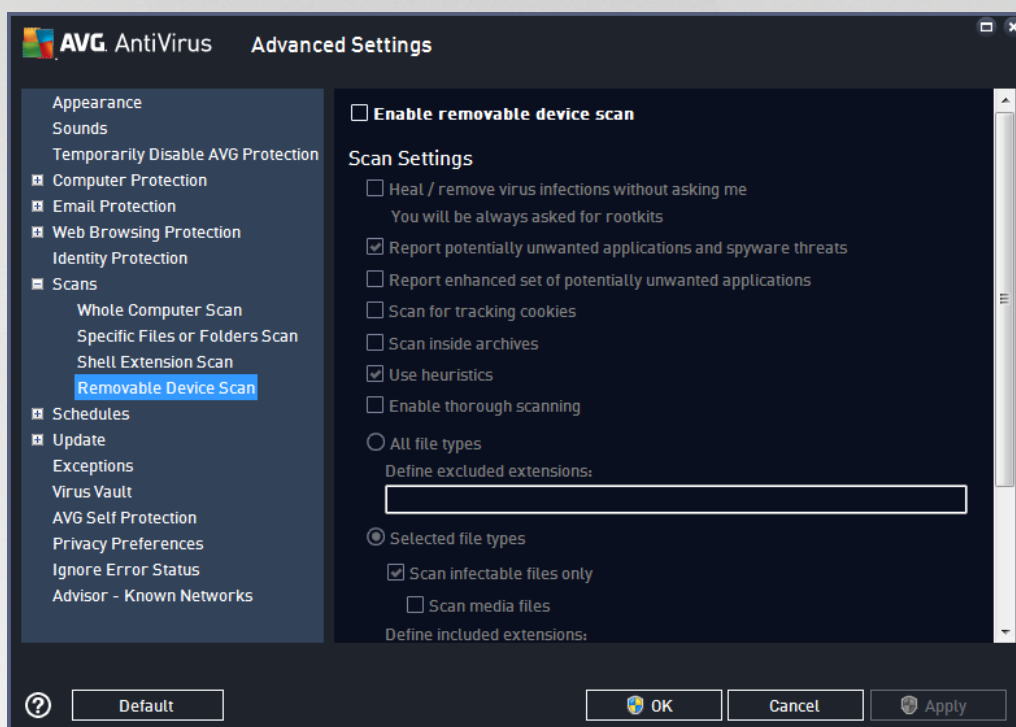 AVG. AntiVirus Advanced Settings
Appearance
Sounds
Temporarily Disable AVG Protection
Computer Protection
Email Protection
Web Browsing Protection
Identity Protection
Scans
Whole Computer Scan
Specific Files or Folders Scan
Shell Extension Scan
Removable Device Scan
Schedules
Update
Exceptions
Virus Vault
AVG Self Protection
Privacy Preferences
Ignore Error Status
Advisor - Known Networks
Enable removable device scan
Scan Settings
Heal / remove virus infections without asking me
You will be always asked for rootkits
Report potentially unwanted applications and spyware threats
Report enhanced set of potentially unwanted applications
Scan for tracking cookies
Scan inside archives
Use heuristics
Enable thorough scanning
All file types
Define excluded extensions:
Selected file types
Scan infectable files only
Scan media files
Define included extensions:
? Default OK Cancel Apply